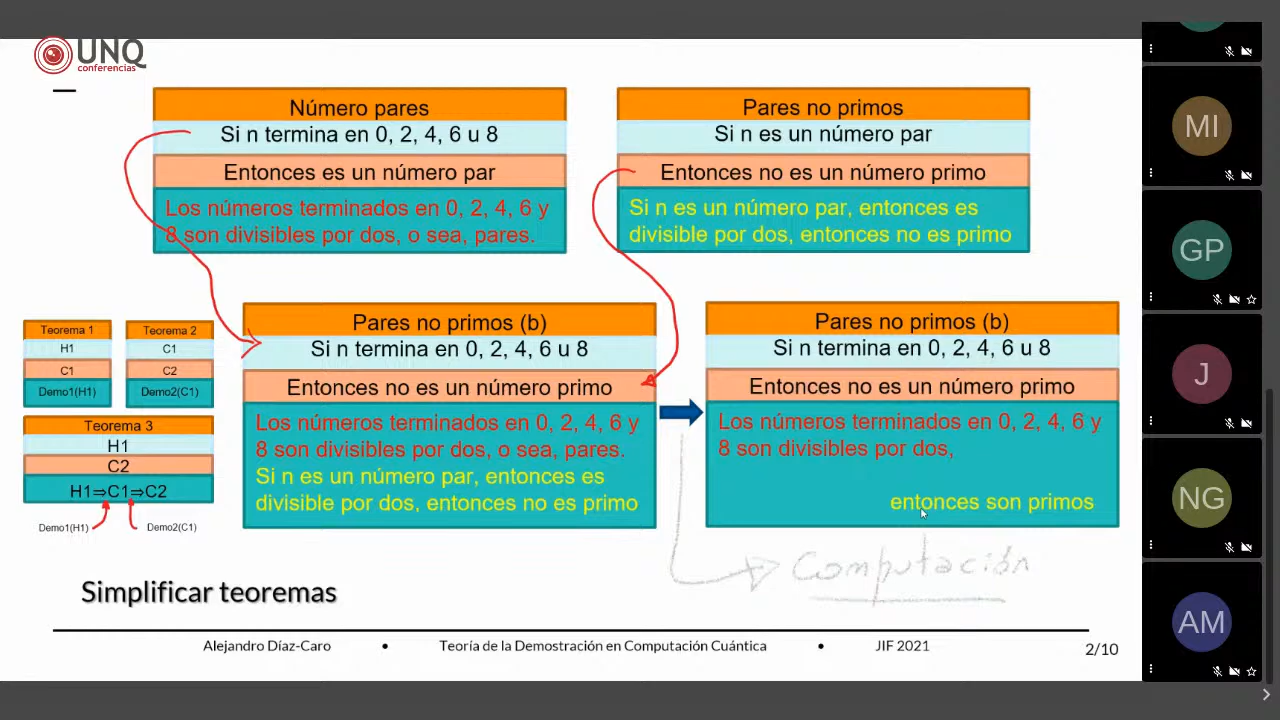 UNQ
conferencias
Número pares
Si n termina en 0, 2, 4, 6 u 8
Entonces es un número par
Los números terminados en 0, 2, 4, 6 y
8 son divisibles por dos, o sea, pares.
Pares no primos
Si n es un número par
Entonces no es un número primo
Si n es un número par, entonces es
divisible por dos, entonces no es primo
Teorema 1
H1
C1
Demo1(H1)
Teorema 2
C1
C2
Demo2(C1)
Teorema 3
H1
C2
H1⇒C1⇒C2
Demo1(H1)
Demo2(C1)
Pares no primos (b)
Si n termina en 0, 2, 4, 6 u 8
Entonces no es un número primo
Los números terminados en 0, 2, 4, 6 y
8 son divisibles por dos, o sea, pares.
Si n es un número par, entonces es
divisible por dos, entonces no es primo
Pares no primos (b)
Si n termina en 0, 2, 4, 6 u 8
Entonces no es un número primo
Los números terminados en 0, 2, 4, 6 y
8 son divisibles por dos,
entonces son primos
Computación
Simplificar teoremas
Alejandro Díaz-Caro • Teoría de la Demostración en Computación Cuántica • JIF 2021
2/10
MI
GP
J
NG
AM